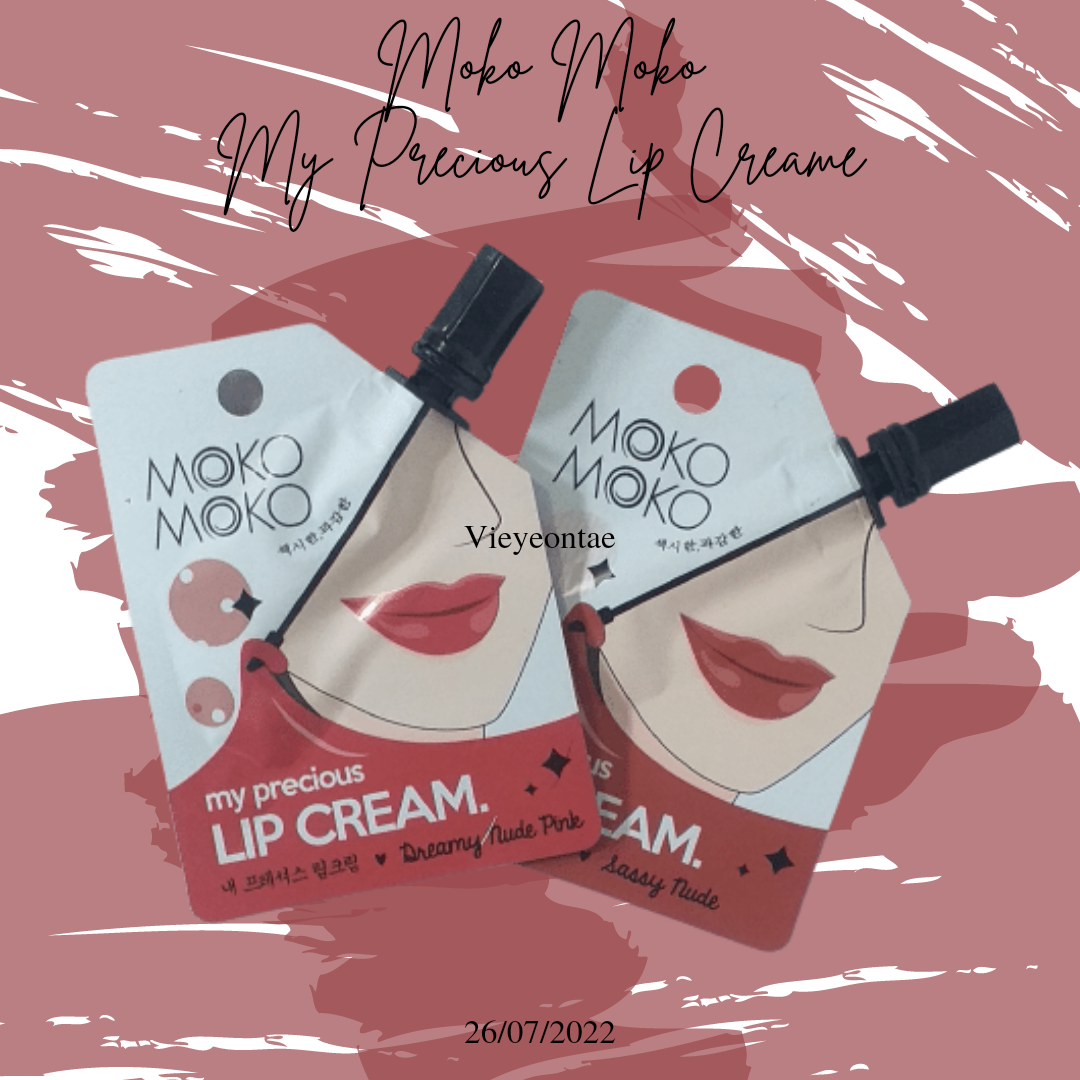 Moko Moko
My Precious Lip Creame
MOKO
MOKO
섹시한, 과감한
MOKO
MOKO
섹시한, 과감한
Vieyeontae
my precious
LIP CREAM.
내 프레셔스 립크림 ♥ Dreamy Nude Pink
us
EAM.
♥ Sassy Nude
26/07/2022